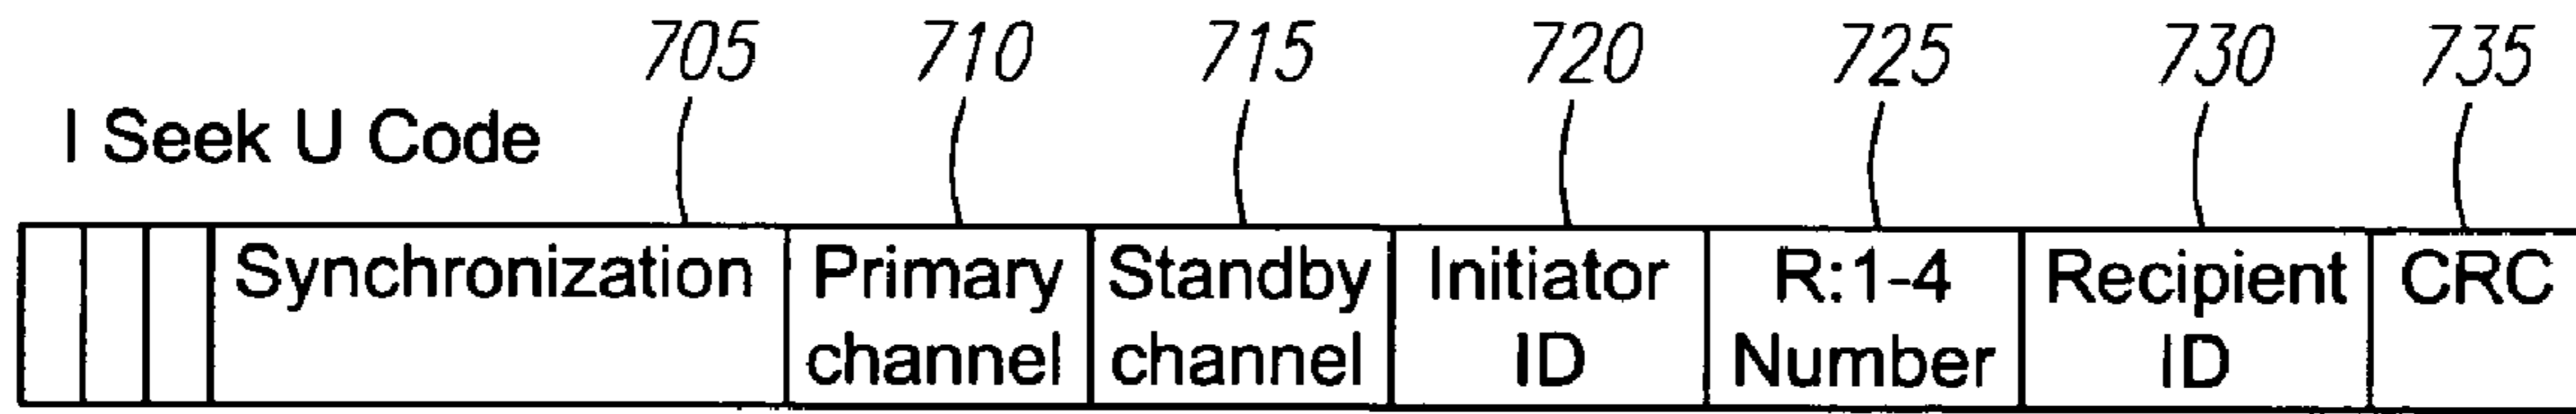 705 710 715 720 725 730 735
I Seek U Code
Synchronization Primary Standby Initiator R:1-4 Recipient CRC
channel channel ID Number ID